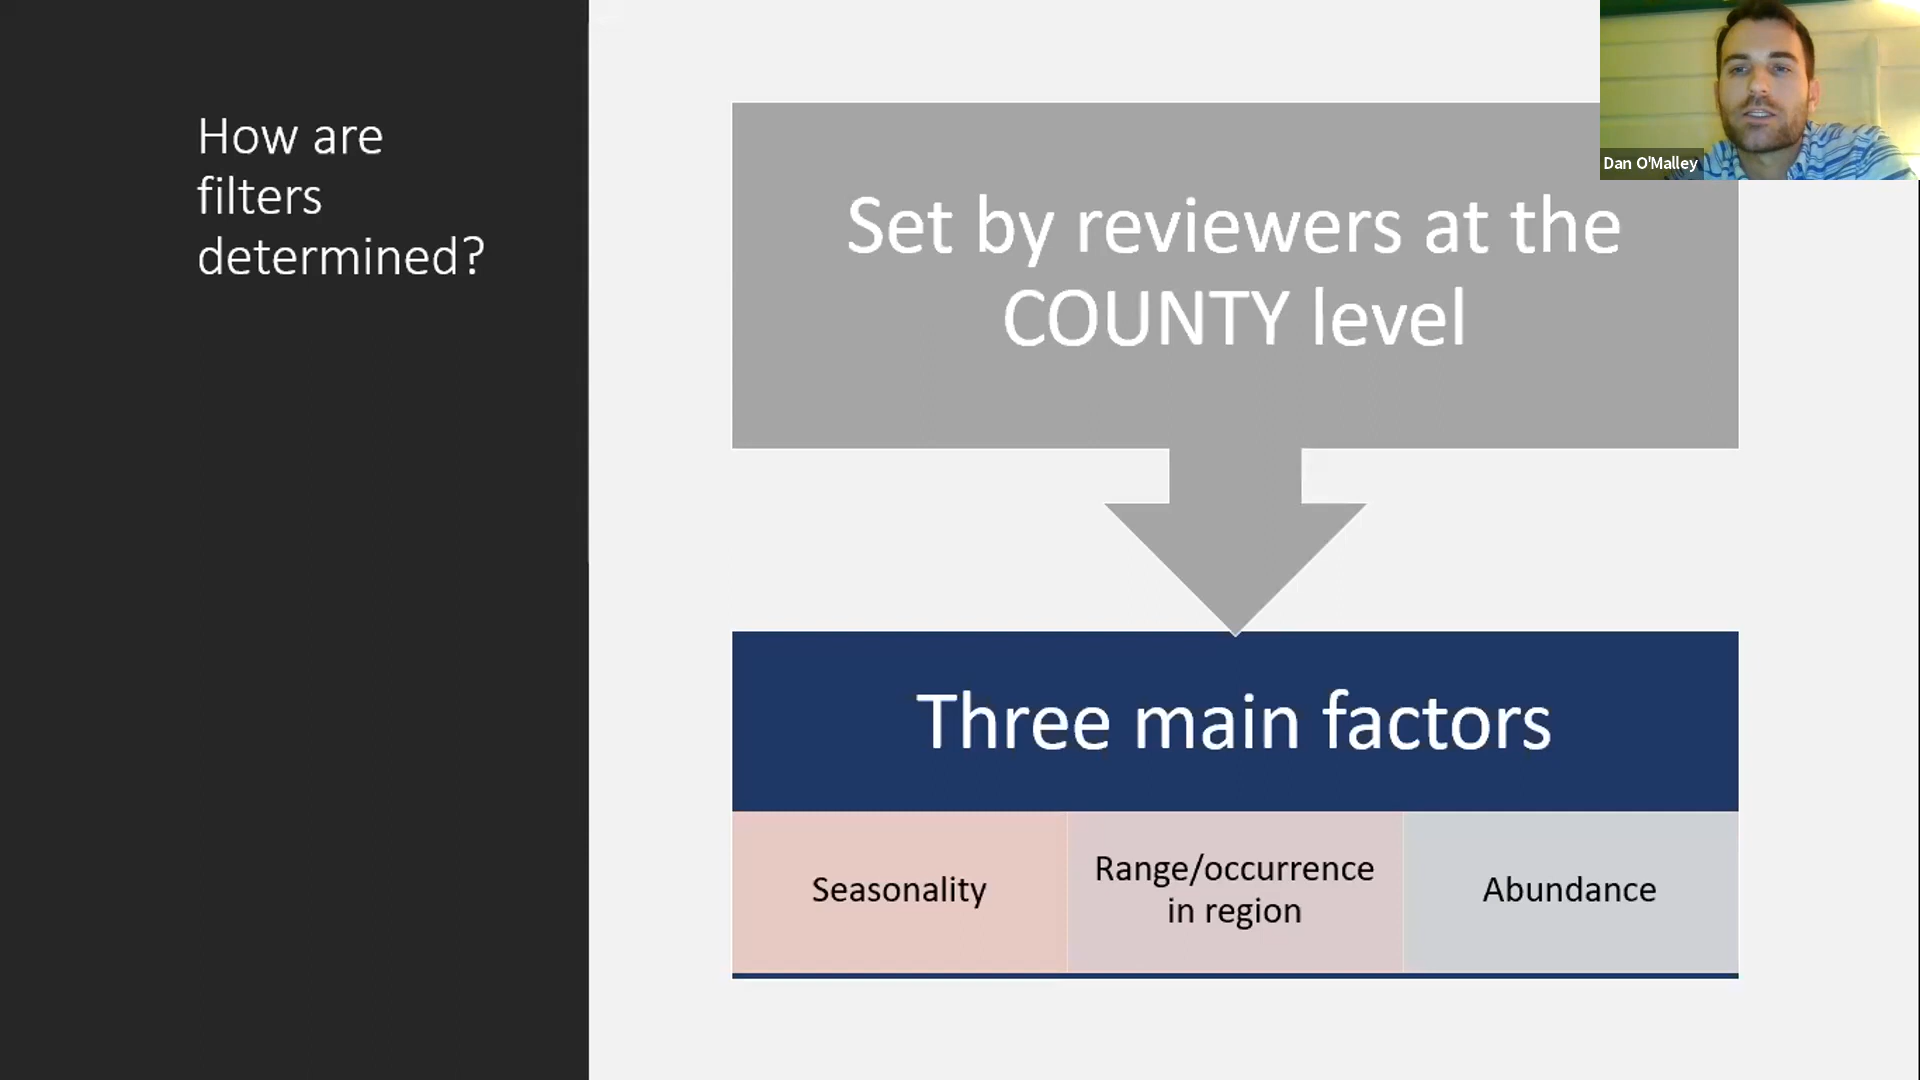 How are
filters
determined?
Set by reviewers at the
COUNTY level
Three main factors
Seasonality
Range/occurrence
in region
Abundance
Dan O'Malley